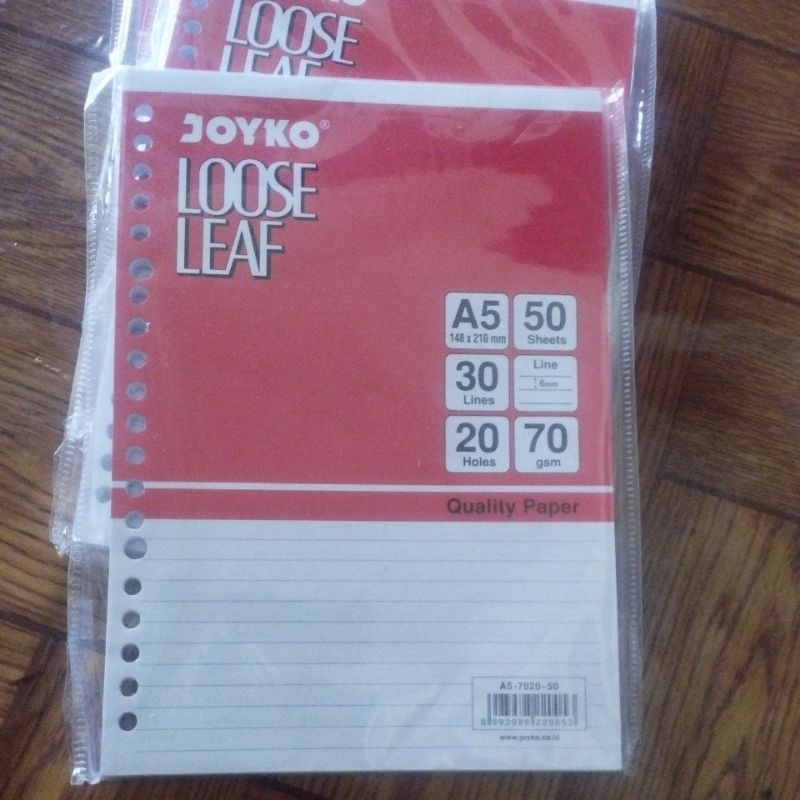 LOOSE
LEAF
JOYKO®
LOOSE
LEAF
A5 50
148 x 210 mm Sheets
30 Line
Lines 6mm
20 70
Holes gsm
Quality Paper
A5-7020-50
www.joyko.co.id